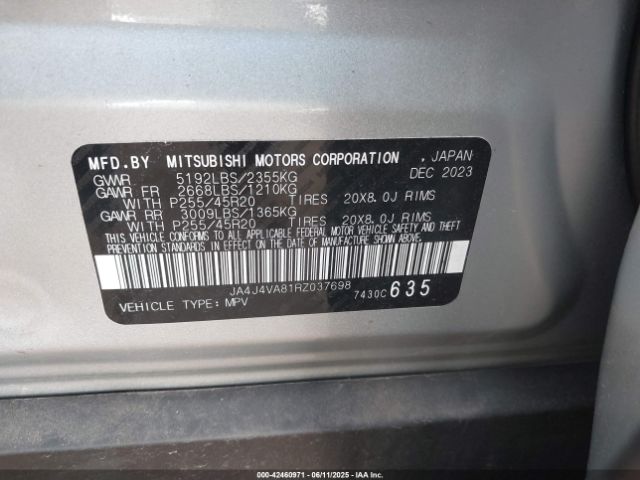 MFD.BY MITSUBISHI MOTORS CORPORATION , JAPAN
GVWR 5192LBS/2355KG DEC 2023
GAWR FR 2668LBS/1210KG
WITH P255/45R20 TIRES 20X8.0J RIMS
GAWR RR 3009LBS/1365KG
WITH P255/45R20 TIRES 20X8.0J RIMS
THIS VEHICLE CONFORMS TO ALL APPLICABLE FEDERAL MOTOR VEHICLE SAFETY AND THEFT
PREVENTION STANDARDS IN EFFECT ON THE DATE OF MANUFACTURE SHOWN ABOVE.
JA4J4VA81RZ037698
VEHICLE TYPE: MPV 7430C 635
000-42460971 - 06/11/2025 - IAAI.COM